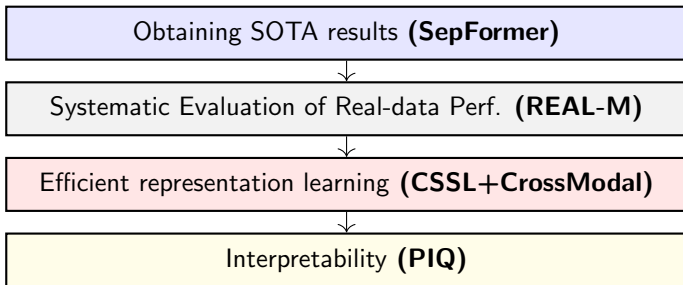 Obtaining SOTA results (SepFormer)
Systematic Evaluation of Real-data Perf. (REAL-M)
Efficient representation learning (CSSL+CrossModal)
Interpretability (PIQ)